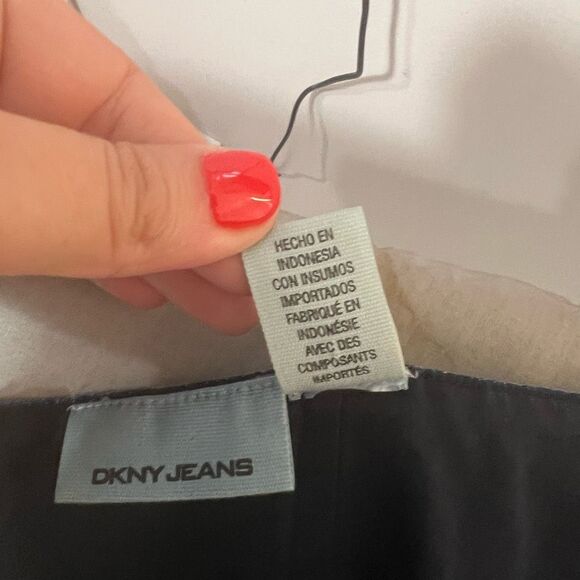 HECHO EN
INDONESIA
CON INSUMOS
IMPORTADOS
FABRIQUÉ EN
INDONÉSIE
AVEC DES
COMPOSANTS
IMPORTÉS
DKNY JEANS